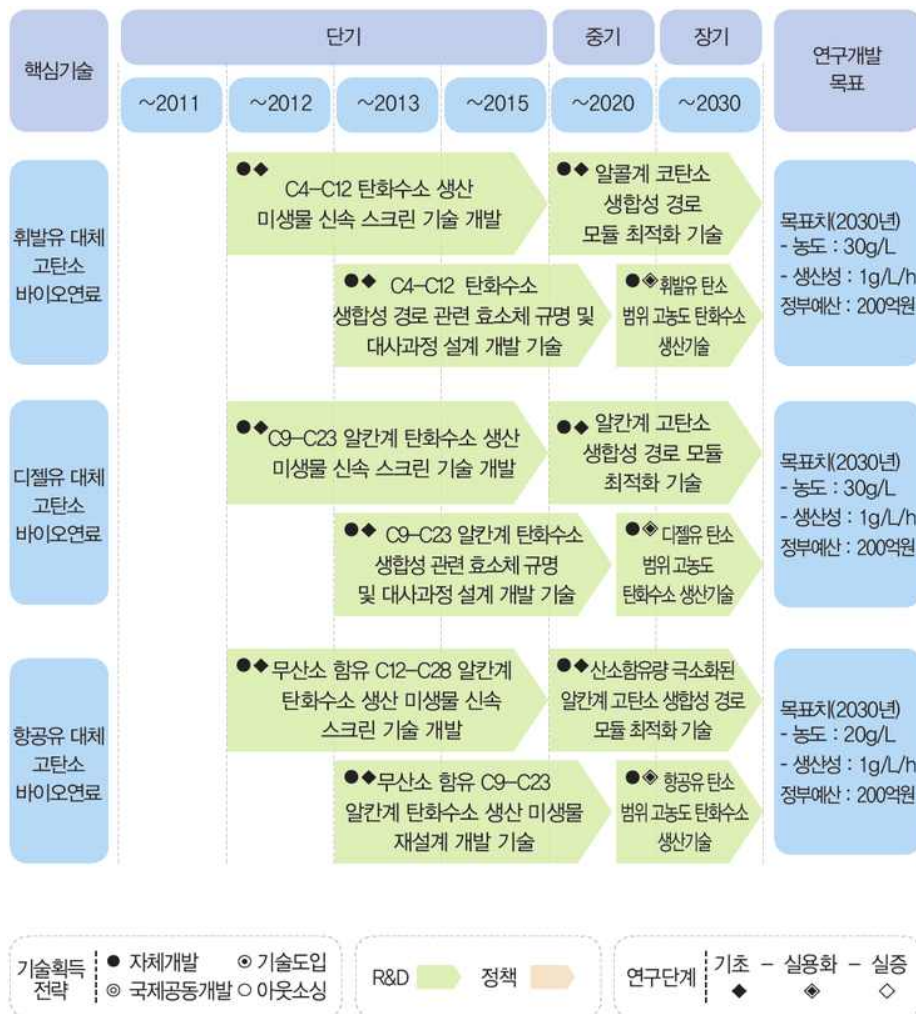 핵심기술
단기
중기
장기
연구개발
목표
~2011
~2012
~2013
~2015
~2020
~2030
휘발유 대체
고탄소
바이오연료
●◆
C4-C12 탄화수소 생산
미생물 신속 스크린 기술 개발
●◆ 알콜계 코탄소
생합성 경로
모듈 최적화 기술
●◆ C4-C12 탄화수소
생합성 경로 관련 효소체 규명 및
대사과정 설계 개발 기술
●◈휘발유 탄소
범위 고농도 탄화수소
생산기술
목표치(2030년)
- 농도 : 30g/L
- 생산성 : 1g/L/h
정부예산 : 200억원
디젤유 대체
고탄소
바이오연료
●◆C9-C23 알칸계 탄화수소 생산
미생물 신속 스크린 기술 개발
●◆ 알칸계 고탄소
생합성 경로 모듈
최적화 기술
●◆ C9-C23 알칸계 탄화수소
생합성 관련 효소체 규명
및 대사과정 설계 개발 기술
●◈ 디젤유 탄소
범위 고농도
탄화수소 생산기술
목표치(2030년)
- 농도 : 30g/L
- 생산성 : 1g/L/h
정부예산 : 200억원
항공유 대체
고탄소
바이오연료
●◆무산소 함유 C12-C28 알칸계
탄화수소 생산 미생물 신속
스크린 기술 개발
●◆산소함유량 극소화된
알칸계 고탄소 생합성 경로
모듈 최적화 기술
●◆무산소 함유 C9-C23
알칸계 탄화수소 생산 미생물
재설계 개발 기술
●◈ 항공유 탄소
범위 고농도 탄화수소
생산기술
목표치(2030년)
- 농도 : 20g/L
- 생산성 : 1g/L/h
정부예산 : 200억원
기술획득
전략
● 자체개발 ◉ 기술도입
◎ 국제공동개발 ○ 아웃소싱
R&D
정책
연구단계
기초 - 실용화 - 실증
◆ ◈ ◇